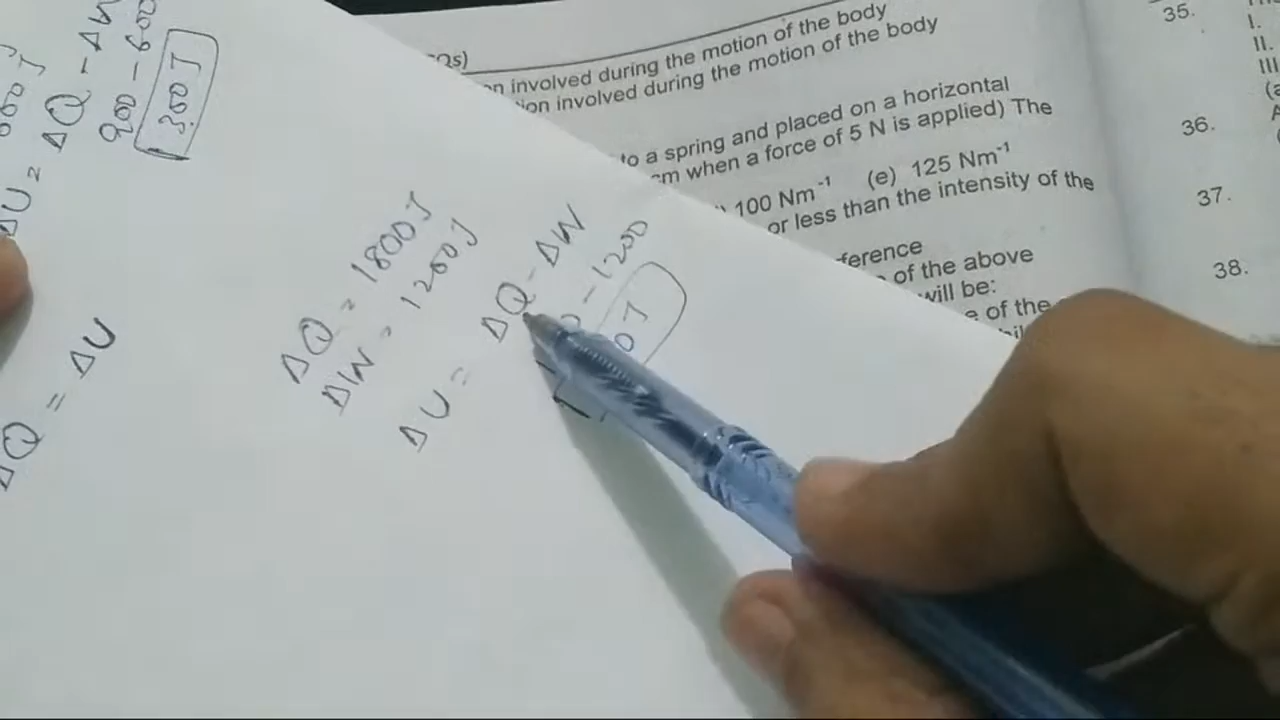 ΔU = ΔQ - ΔW
900 - 600
300 J
ΔQ = ΔU
ΔQ = 1800 J
ΔW = 1200 J
ΔU = ΔQ - ΔW
- 1200
0 J
involved during the motion of the body
involved during the motion of the body
to a spring and placed on a horizontal
cm when a force of 5 N is applied) The
100 Nm⁻¹ (e) 125 Nm⁻¹
or less than the intensity of the
of the above
will be:
of the
35.
I.
II.
III
36.
37.
38.